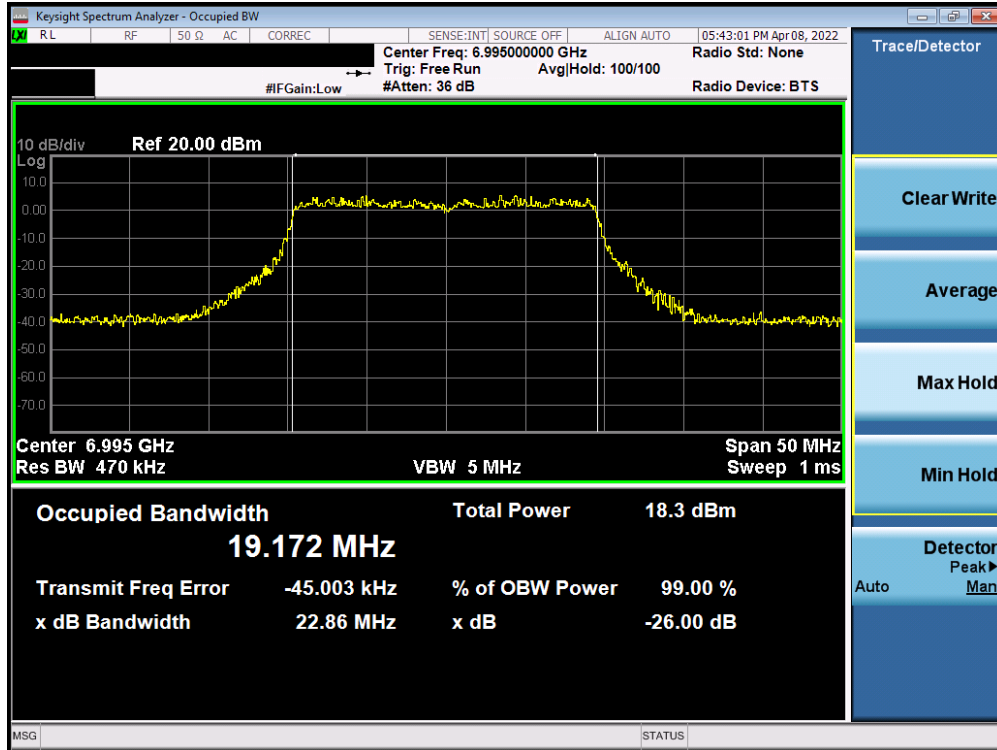 Keysight Spectrum Analyzer - Occupied BW
LXI RL RF 50 Ω AC CORREC SENSE:INT SOURCE OFF ALIGN AUTO 05:43:01 PM Apr 08, 2022
Center Freq: 6.995000000 GHz Radio Std: None
Trig: Free Run Avg|Hold: 100/100
#IFGain:Low #Atten: 36 dB Radio Device: BTS
10 dB/div Ref 20.00 dBm
Log
10.0
0.00
-10.0
-20.0
-30.0
-40.0
-50.0
-60.0
-70.0
Center 6.995 GHz Span 50 MHz
Res BW 470 kHz VBW 5 MHz Sweep 1 ms
Occupied Bandwidth Total Power 18.3 dBm
19.172 MHz
Transmit Freq Error -45.003 kHz % of OBW Power 99.00 %
x dB Bandwidth 22.86 MHz x dB -26.00 dB
MSG STATUS
Trace/Detector
Clear Write
Average
Max Hold
Min Hold
Detector
Peak▶
Auto Man